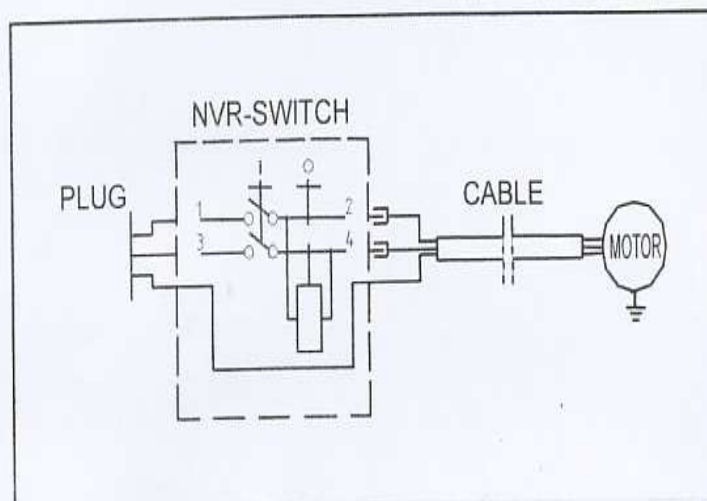 NVR-SWITCH
I O
PLUG
1 2
3 4
CABLE
MOTOR